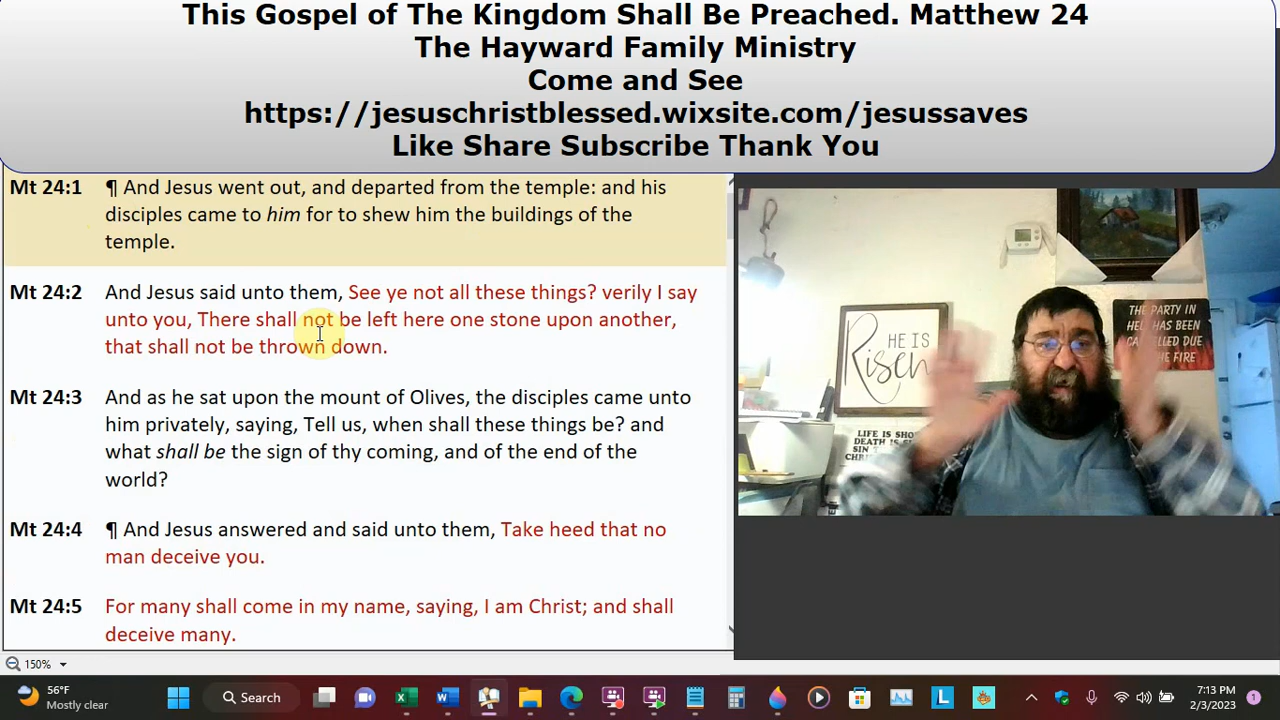 This Gospel of The Kingdom Shall Be Preached. Matthew 24
The Hayward Family Ministry
Come and See
https://jesuschristblessed.wixsite.com/jesussaves
Like Share Subscribe Thank You
Mt 24:1 ¶ And Jesus went out, and departed from the temple: and his
disciples came to him for to shew him the buildings of the
temple.
Mt 24:2 And Jesus said unto them, See ye not all these things? verily I say
unto you, There shall not be left here one stone upon another,
that shall not be thrown down.
Mt 24:3 And as he sat upon the mount of Olives, the disciples came unto
him privately, saying, Tell us, when shall these things be? and
what shall be the sign of thy coming, and of the end of the
world?
Mt 24:4 ¶ And Jesus answered and said unto them, Take heed that no
man deceive you.
Mt 24:5 For many shall come in my name, saying, I am Christ; and shall
deceive many.
HE IS
Risen
THE PARTY IN
HAS BEEN
DUE
FIRE
LIFE IS
DEATH IS
SIN
150%
56°F
Mostly clear
Search
7:13 PM
2/3/2023
1